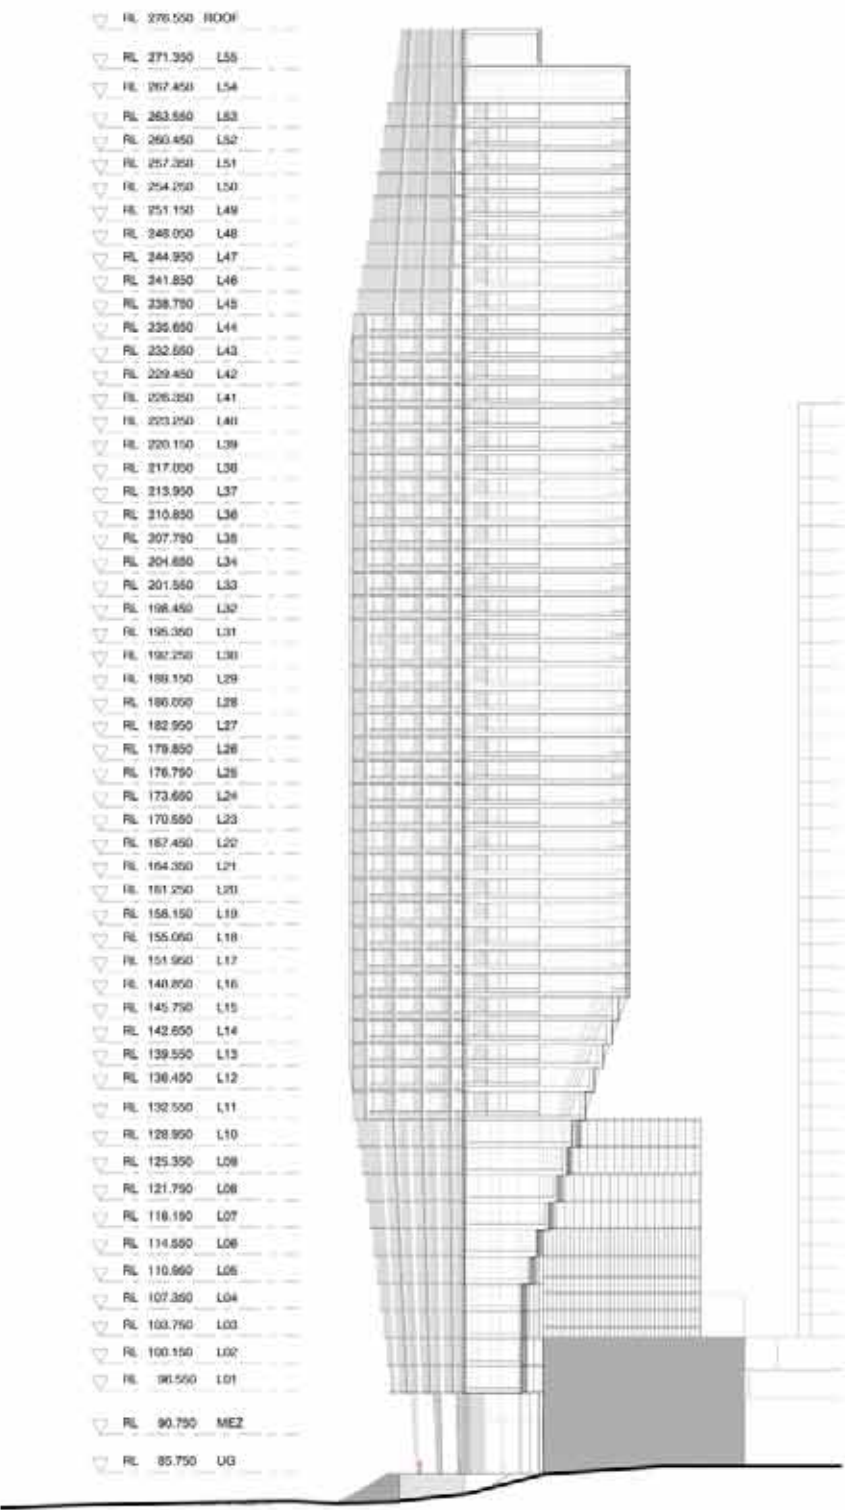 RL 276.550 ROOF
RL 271.350 L55
RL 267.450 L54
RL 263.550 L53
RL 260.450 L52
RL 257.350 L51
RL 254.250 L50
RL 251.150 L49
RL 248.050 L48
RL 244.950 L47
RL 241.850 L46
RL 238.750 L45
RL 235.650 L44
RL 232.550 L43
RL 229.450 L42
RL 226.350 L41
RL 223.250 L40
RL 220.150 L39
RL 217.050 L38
RL 213.950 L37
RL 210.850 L36
RL 207.750 L35
RL 204.650 L34
RL 201.550 L33
RL 198.450 L32
RL 195.350 L31
RL 192.250 L30
RL 189.150 L29
RL 186.050 L28
RL 182.950 L27
RL 179.850 L26
RL 176.750 L25
RL 173.650 L24
RL 170.550 L23
RL 167.450 L22
RL 164.350 L21
RL 161.250 L20
RL 158.150 L19
RL 155.050 L18
RL 151.950 L17
RL 148.850 L16
RL 145.750 L15
RL 142.650 L14
RL 139.550 L13
RL 136.450 L12
RL 132.550 L11
RL 128.950 L10
RL 125.350 L09
RL 121.750 L08
RL 118.150 L07
RL 114.550 L06
RL 110.950 L05
RL 107.350 L04
RL 103.750 L03
RL 100.150 L02
RL 96.550 L01
RL 90.750 MEZ
RL 85.750 UG